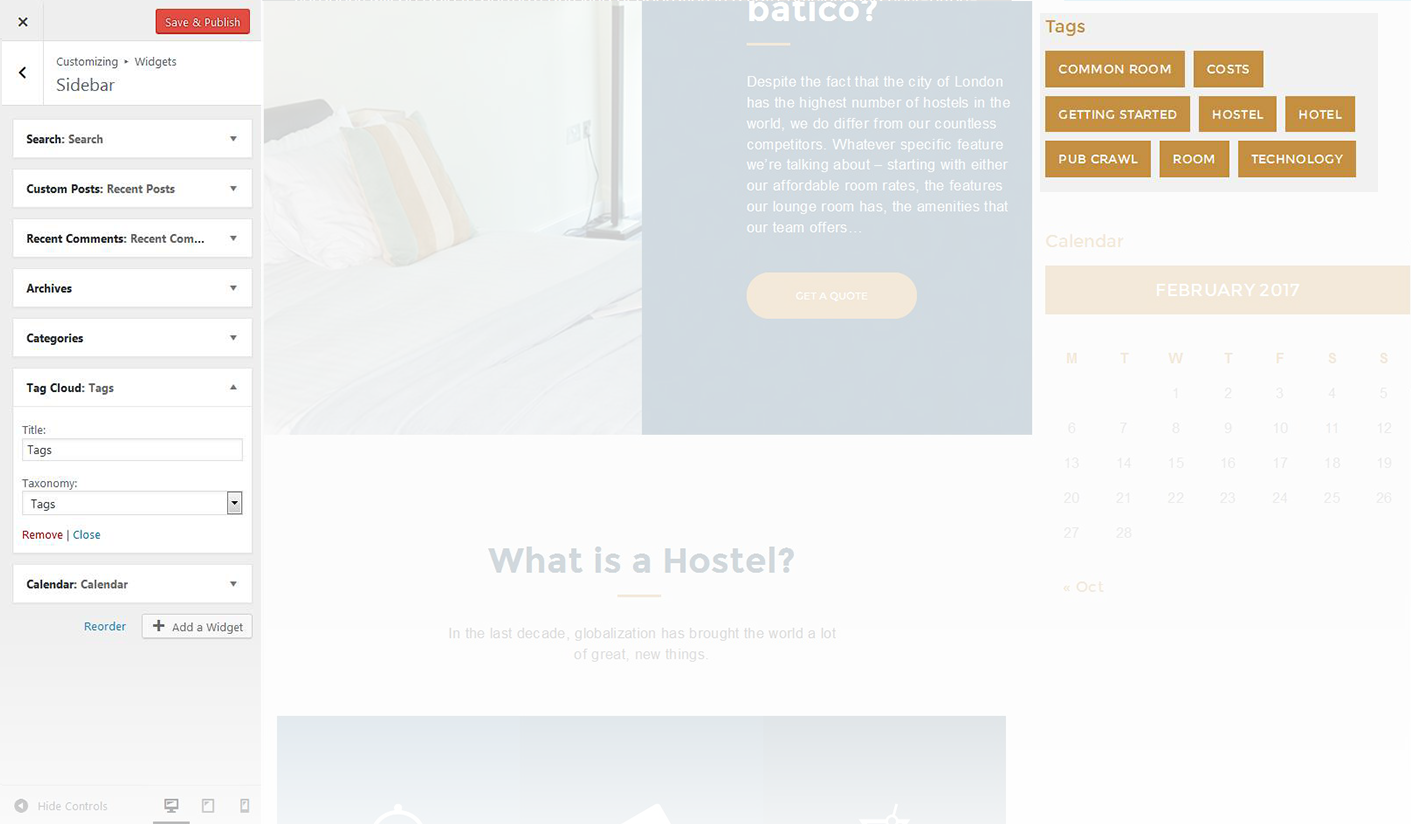 Save & Publish
Customizing ▸ Widgets
Sidebar
Search: Search
Custom Posts: Recent Posts
Recent Comments: Recent Com...
Archives
Categories
Tag Cloud: Tags
Title:
Tags
Taxonomy:
Tags
Remove | Close
Calendar: Calendar
Reorder
Add a Widget
Hide Controls
batico?
Despite the fact that the city of London
has the highest number of hostels in the
world, we do differ from our countless
competitors. Whatever specific feature
we're talking about – starting with either
our affordable room rates, the features
our lounge room has, the amenities that
our team offers…
GET A QUOTE
What is a Hostel?
In the last decade, globalization has brought the world a lot
of great, new things.
Tags
COMMON ROOM COSTS
GETTING STARTED HOSTEL HOTEL
PUB CRAWL ROOM TECHNOLOGY
Calendar
FEBRUARY 2017
M T W T F S S
1 2 3 4 5
6 7 8 9 10 11 12
13 14 15 16 17 18 19
20 21 22 23 24 25 26
27 28
« Oct